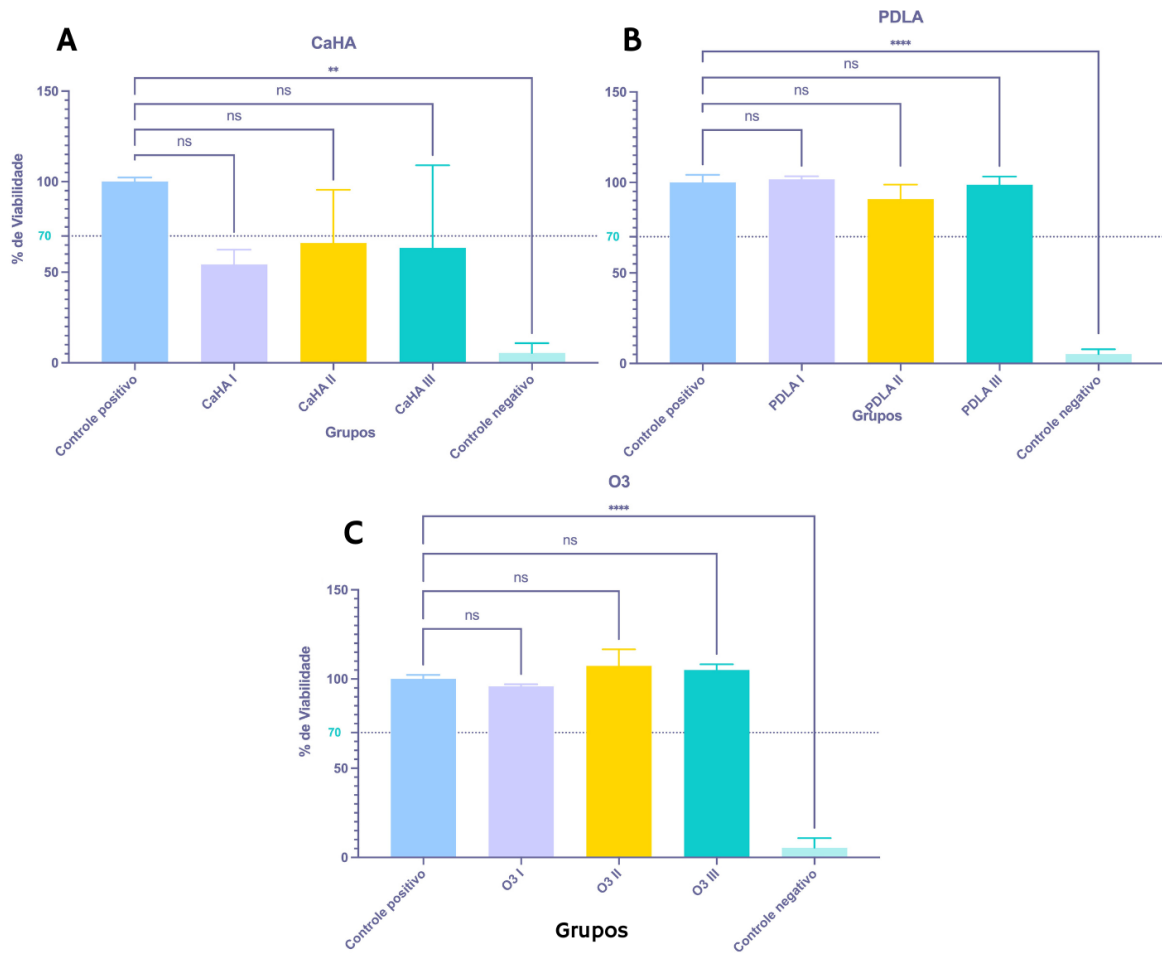 A
CaHA
**
ns
ns
ns
150
100
70
50
0
% de Viabilidade
Controle positivo
CaHA I
CaHA II
CaHA III
Controle negativo
Grupos
B
PDLA
****
ns
ns
ns
150
100
70
50
0
% de Viabilidade
Controle positivo
PDLA I
PDLA II
PDLA III
Controle negativo
Grupos
C
O3
****
ns
ns
ns
150
100
70
50
0
% de Viabilidade
Controle positivo
O3 I
O3 II
O3 III
Controle negativo
Grupos